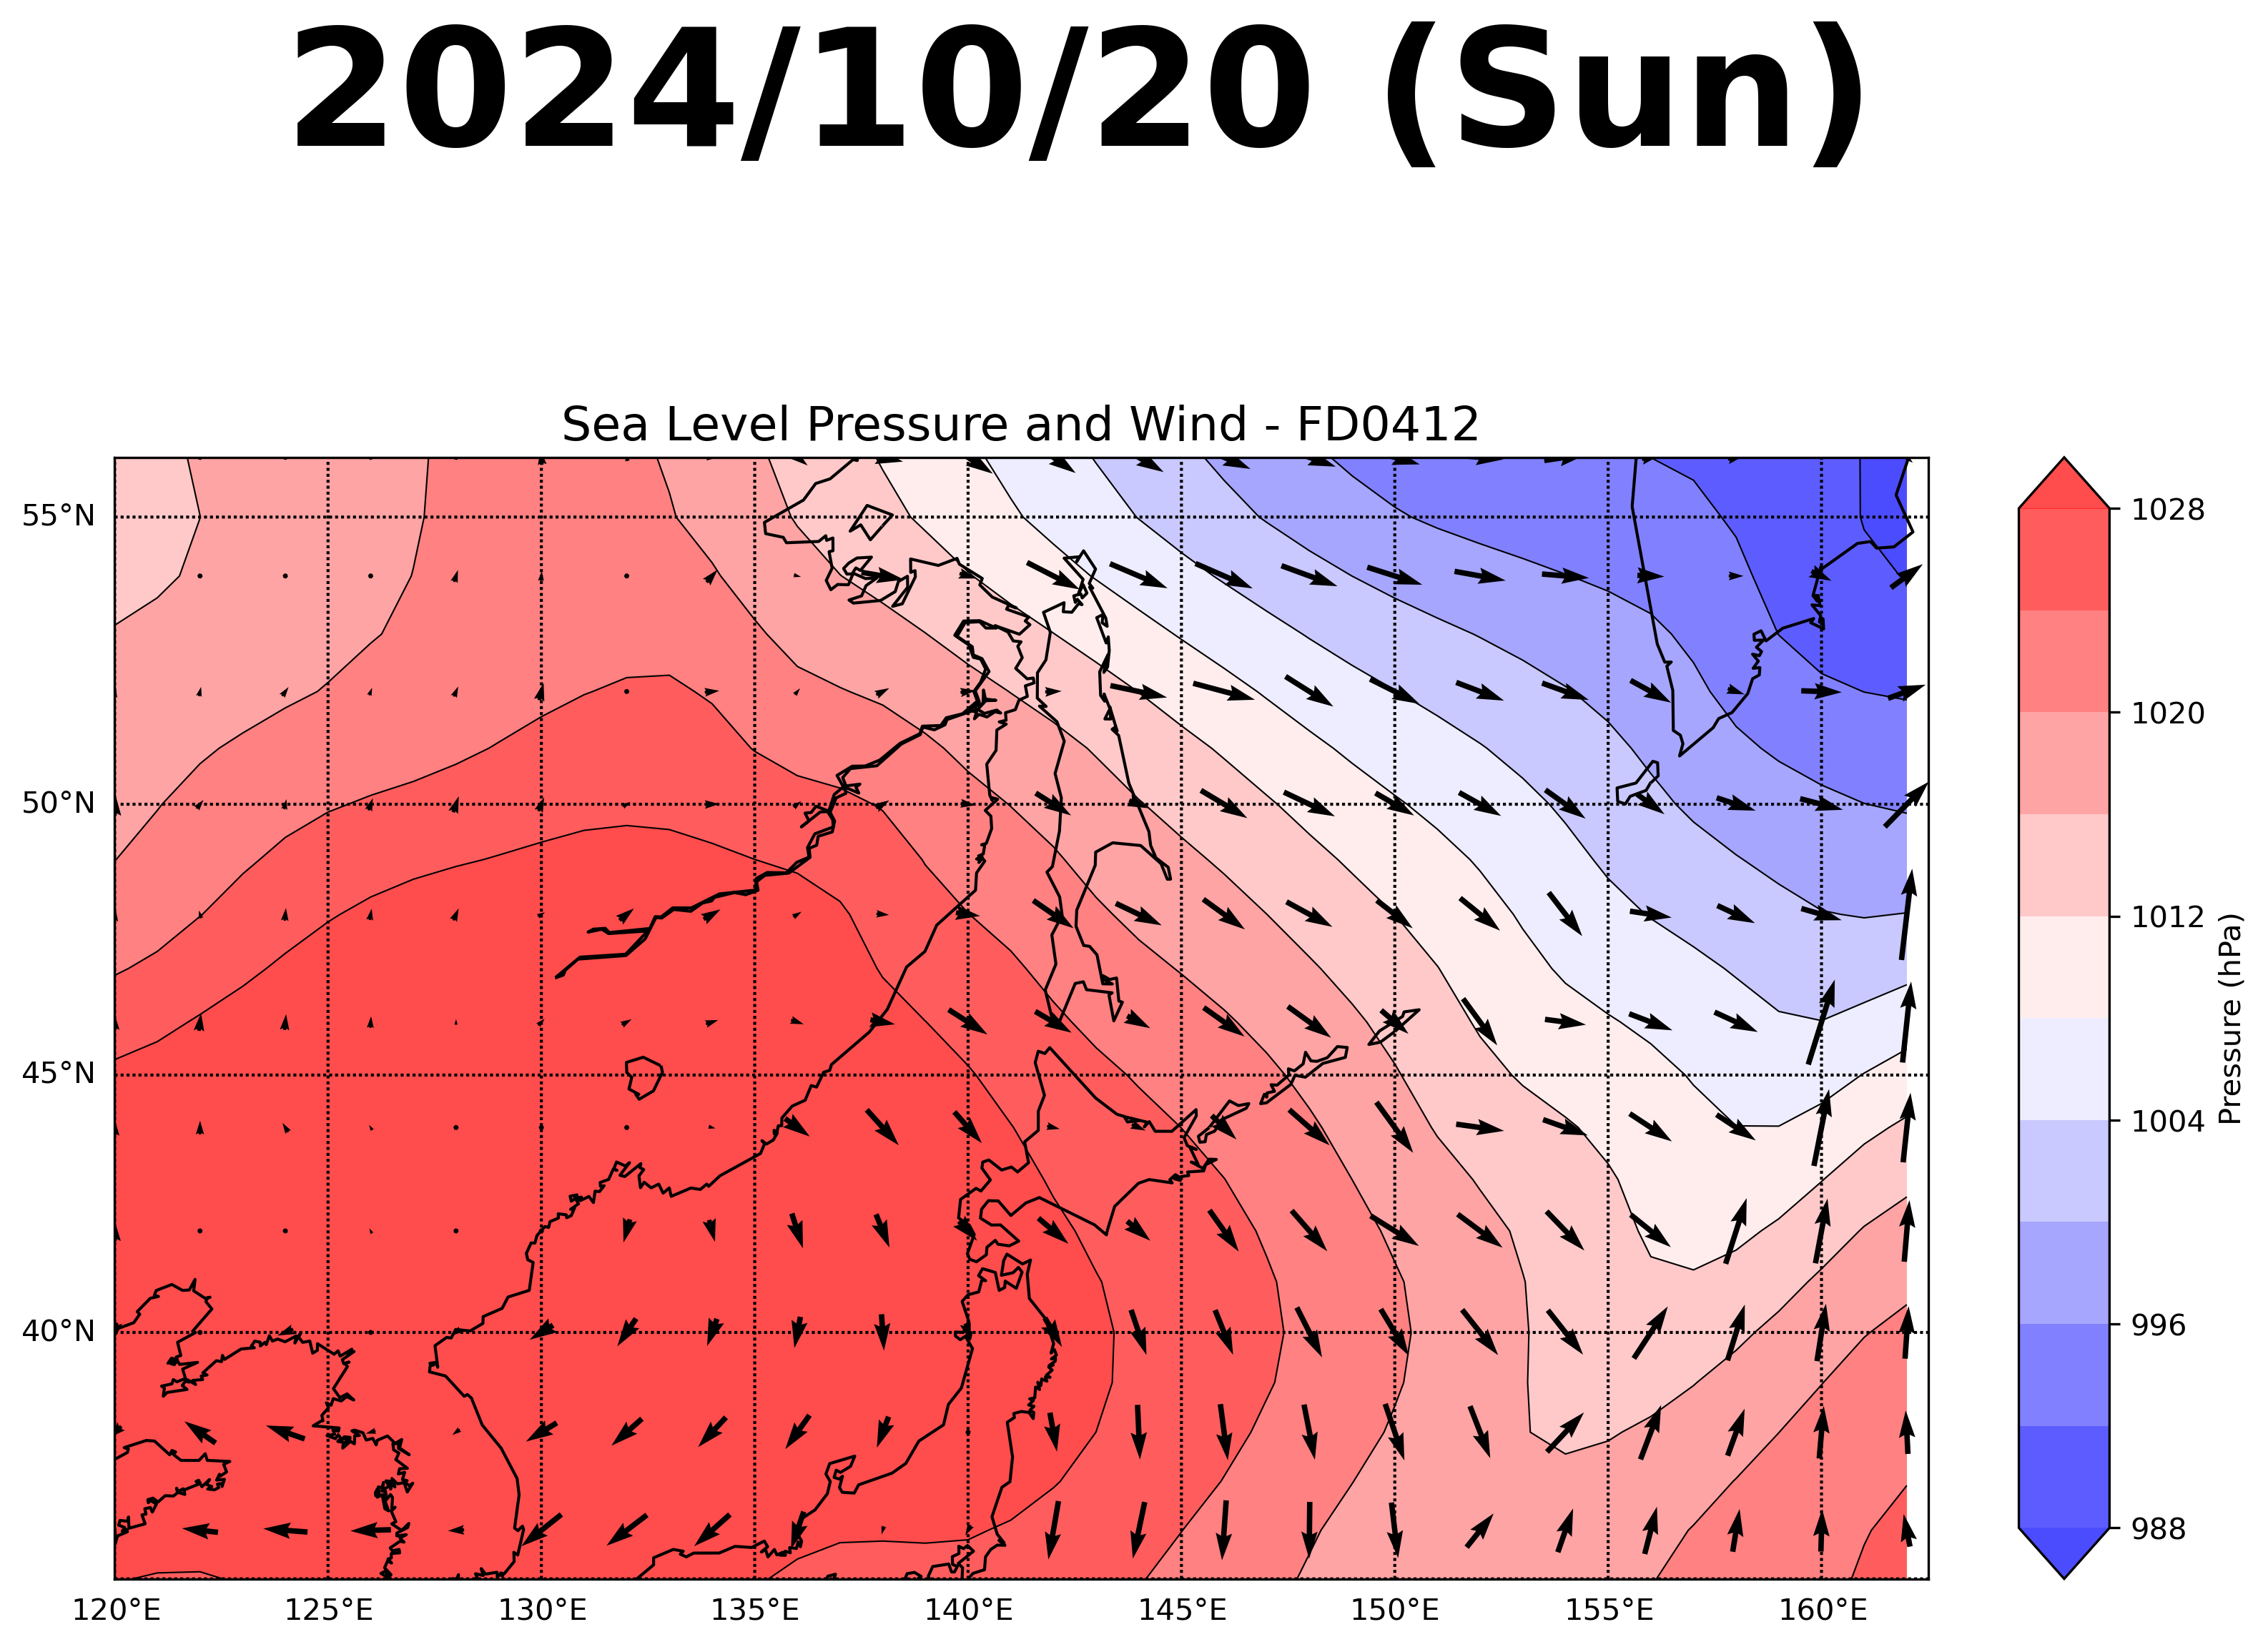 2024/10/20 (Sun)
Sea Level Pressure and Wind - FD0412
55°N
50°N
45°N
40°N
120°E 125°E 130°E 135°E 140°E 145°E 150°E 155°E 160°E
1028
1020
1012
1004
996
988
Pressure (hPa)